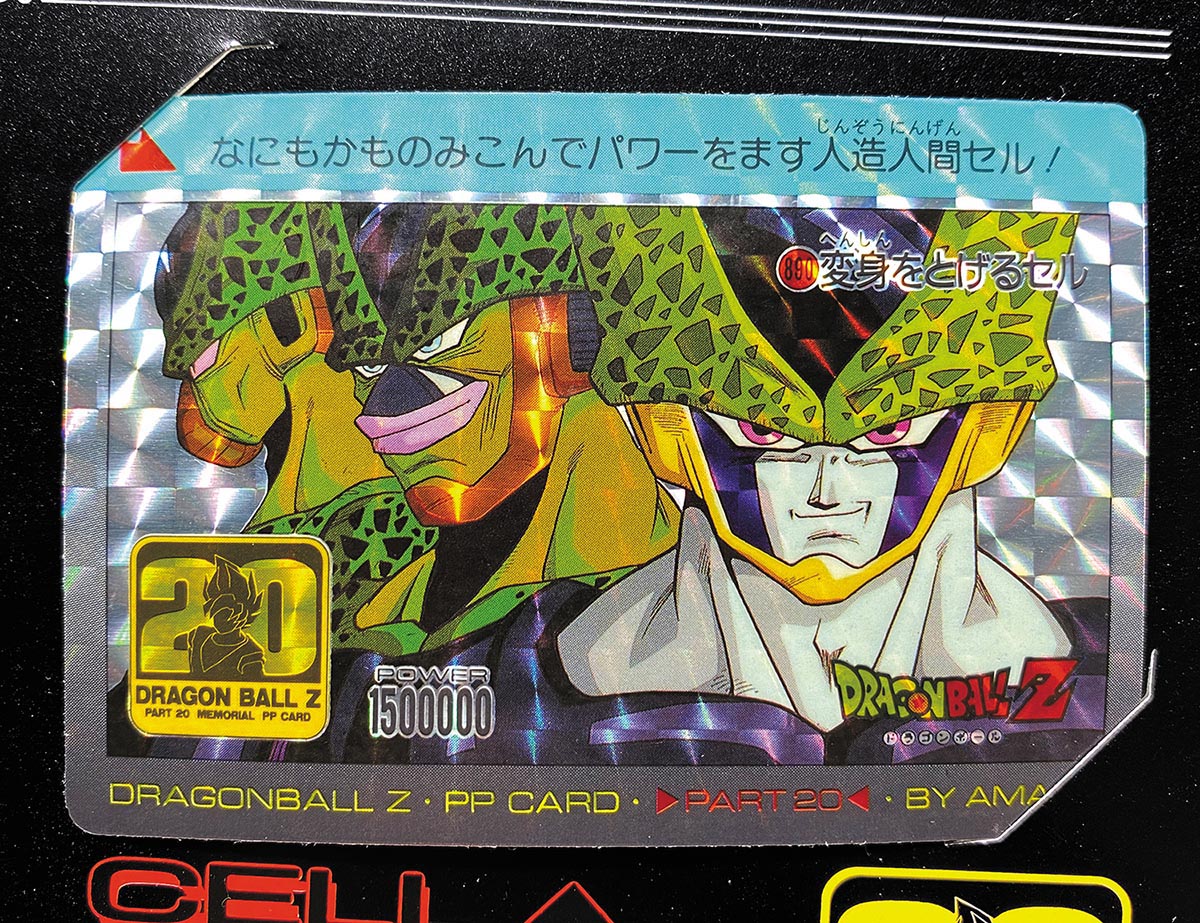 じんぞうにんげん
なにもかものみこんでパワーをます人造人間セル!
へんしん
890 変身をとげるセル
20
DRAGON BALL Z
PART 20 MEMORIAL PP CARD
POWER
1500000
DRAGONBALL Z
ドラゴンボール
DRAGONBALL Z・PP CARD・▶PART 20◀・BY AMA
CELL